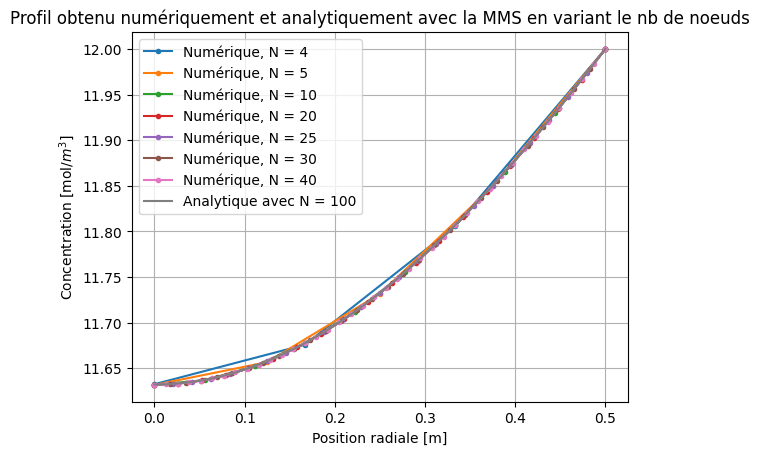 Profil obtenu numériquement et analytiquement avec la MMS en variant le nb de noeuds
12.00
11.95
11.90
11.85
11.80
11.75
11.70
11.65
Concentration [mol/m³]
Numérique, N = 4
Numérique, N = 5
Numérique, N = 10
Numérique, N = 20
Numérique, N = 25
Numérique, N = 30
Numérique, N = 40
Analytique avec N = 100
0.0 0.1 0.2 0.3 0.4 0.5
Position radiale [m]